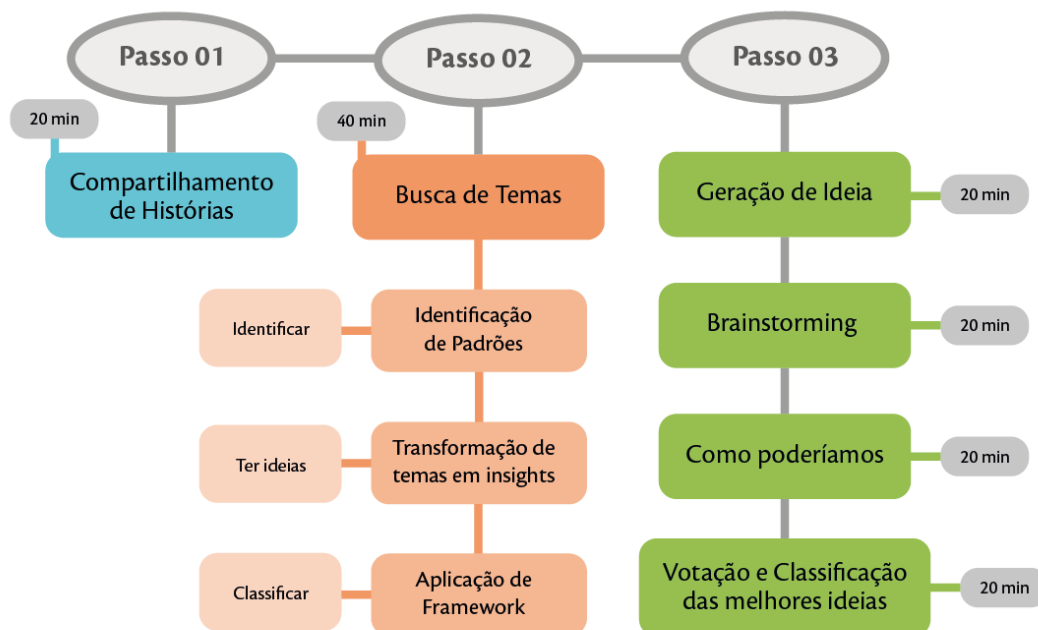 Passo 01
Passo 02
Passo 03
20 min
40 min
Compartilhamento
de Histórias
Busca de Temas
Geração de Ideia
20 min
Identificar
Identificação
de Padrões
Brainstorming
20 min
Ter ideias
Transformação de
temas em insights
Como poderíamos
20 min
Classificar
Aplicação de
Framework
Votação e Classificação
das melhores ideias
20 min